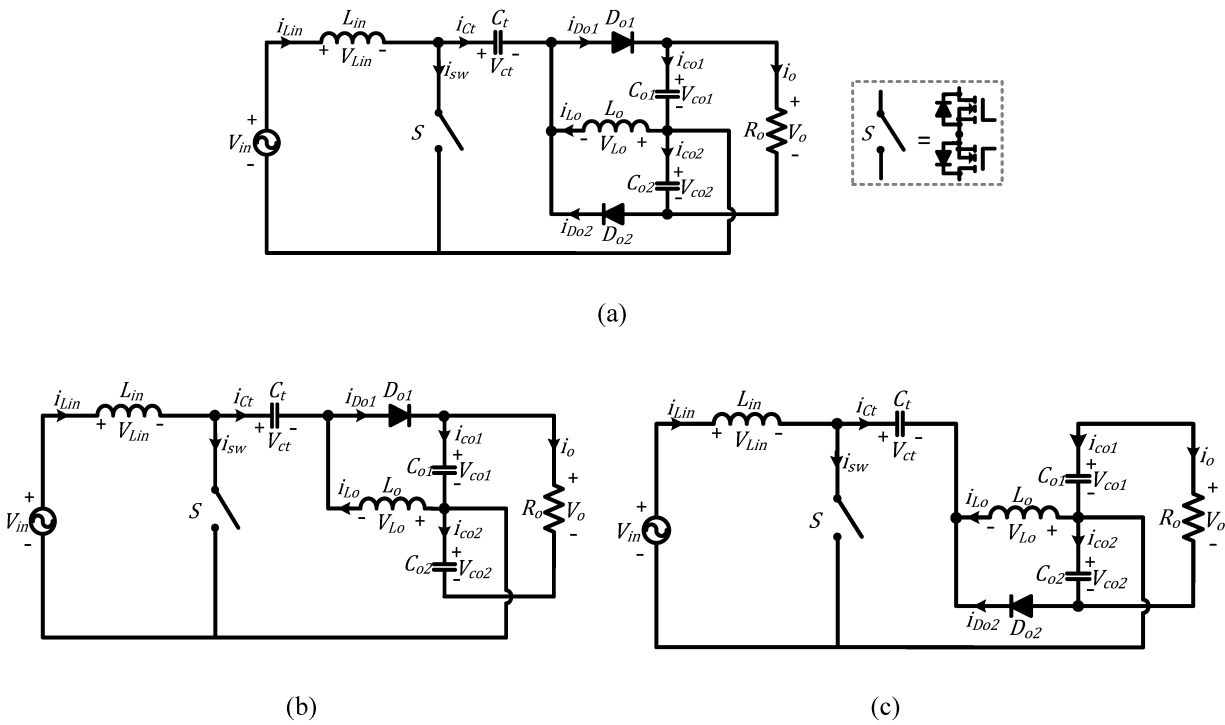 i_Lin L_in i_Ct C_t i_Do1 D_o1
+ V_Lin - + V_ct - i_sw i_co1 i_o
V_in + - S C_o1 + V_co1 - R_o + V_o -
i_Lo L_o - V_Lo + i_co2
C_o2 + V_co2 -
i_Do2 D_o2
S =
(a)
i_Lin L_in i_Ct C_t i_Do1 D_o1
+ V_Lin - + V_ct - i_sw i_co1 i_o
V_in + - S C_o1 + V_co1 - R_o + V_o -
i_Lo L_o - V_Lo + i_co2
C_o2 + V_co2 -
(b)
i_Lin L_in i_Ct C_t
+ V_Lin - + V_ct - i_sw i_co1 i_o
V_in + - S C_o1 + V_co1 - R_o + V_o -
i_Lo L_o - V_Lo + i_co2
C_o2 + V_co2 -
i_Do2 D_o2
(c)